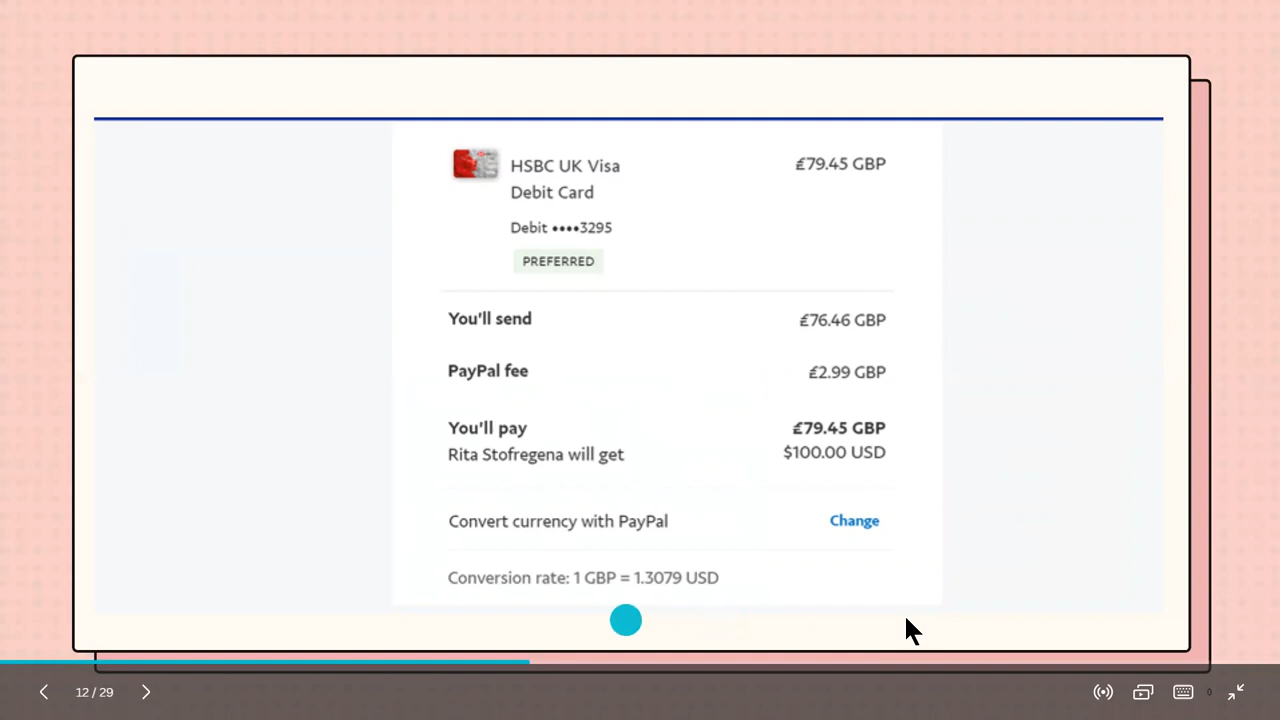 HSBC UK Visa
Debit Card
£79.45 GBP
Debit ••••3295
PREFERRED
You'll send £76.46 GBP
PayPal fee £2.99 GBP
You'll pay £79.45 GBP
Rita Stofregena will get $100.00 USD
Convert currency with PayPal Change
Conversion rate: 1 GBP = 1.3079 USD
12 / 29
0